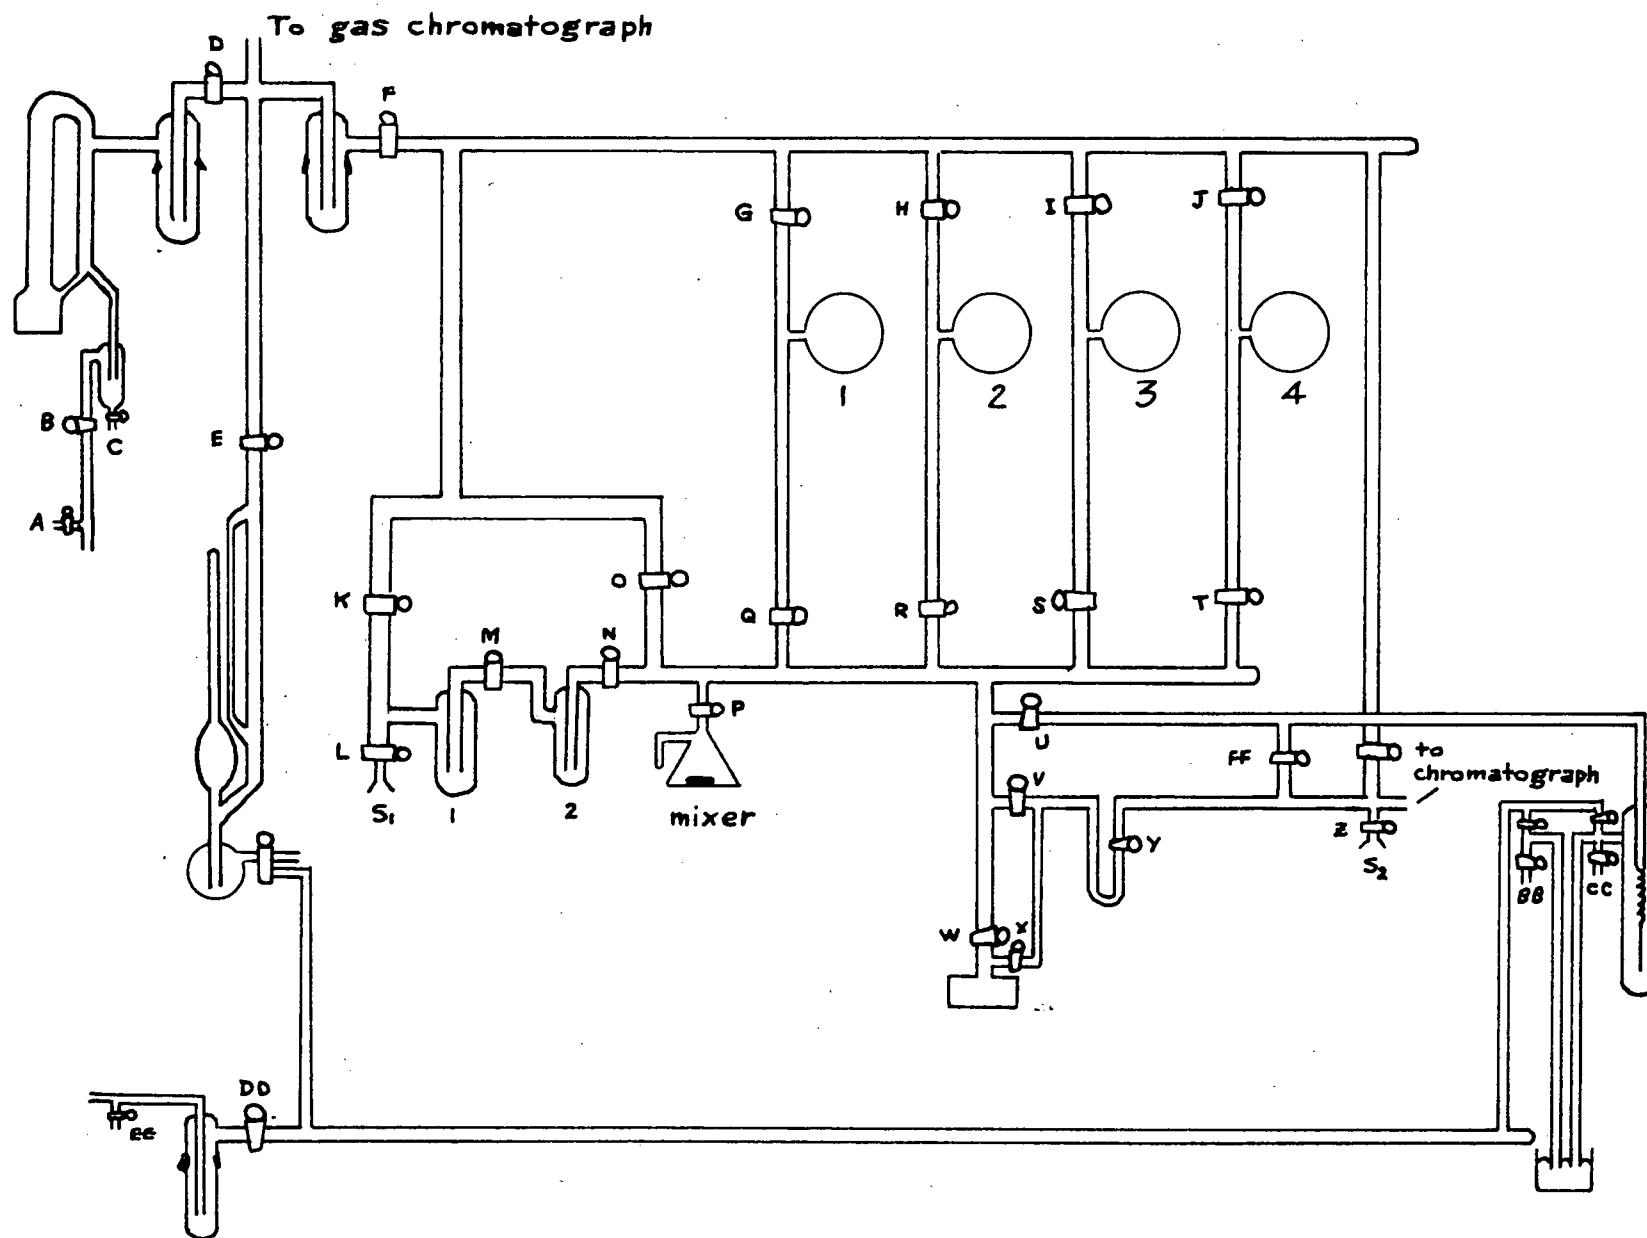 To gas chromatograph
D
F
G
H
I
J
1
2
3
4
B
C
E
A
K
O
Q
R
S
T
M
N
P
L
U
V
FF
to
chromatograph
S₁
1
2
mixer
Y
Z
S₂
BB
CC
W
X
DD
EE